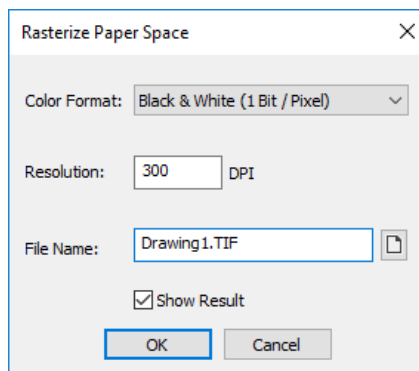 Rasterize Paper Space
Color Format: Black & White (1 Bit / Pixel)
Resolution: 300 DPI
File Name: Drawing1.TIF
Show Result
OK Cancel